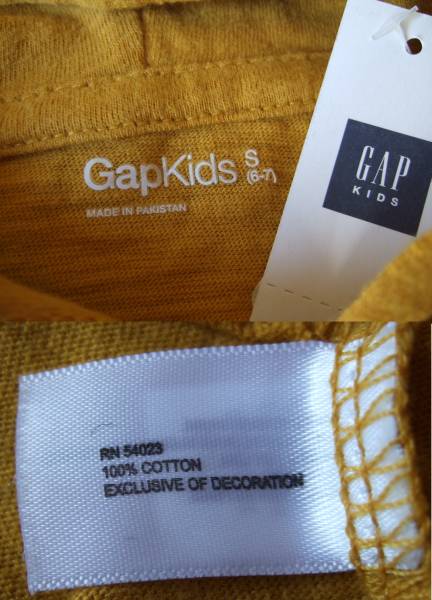 GapKids S
(6-7)
MADE IN PAKISTAN
GAP
KIDS
RN 54023
100% COTTON
EXCLUSIVE OF DECORATION